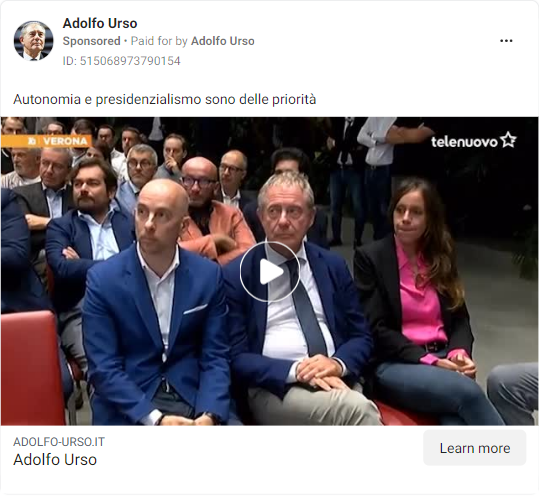 Adolfo Urso
Sponsored • Paid for by Adolfo Urso
ID: 515068973790154
Autonomia e presidenzialismo sono delle priorità
VERONA
telenuovo
ADOLFO-URSO.IT
Adolfo Urso
Learn more